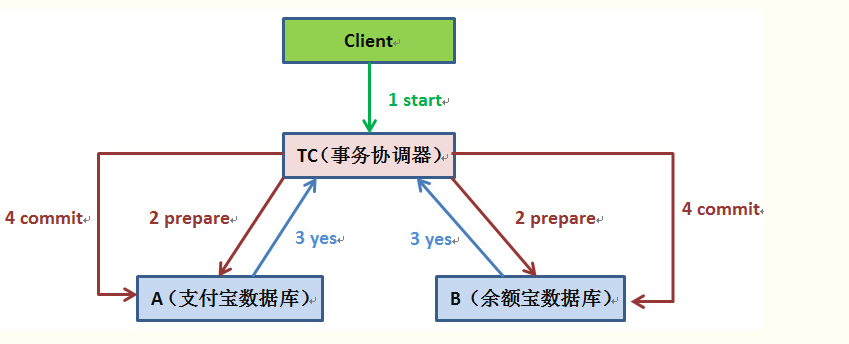 Client
1 start
TC(事务协调器)
4 commit
2 prepare
3 yes
3 yes
2 prepare
4 commit
A(支付宝数据库)
B(余额宝数据库)